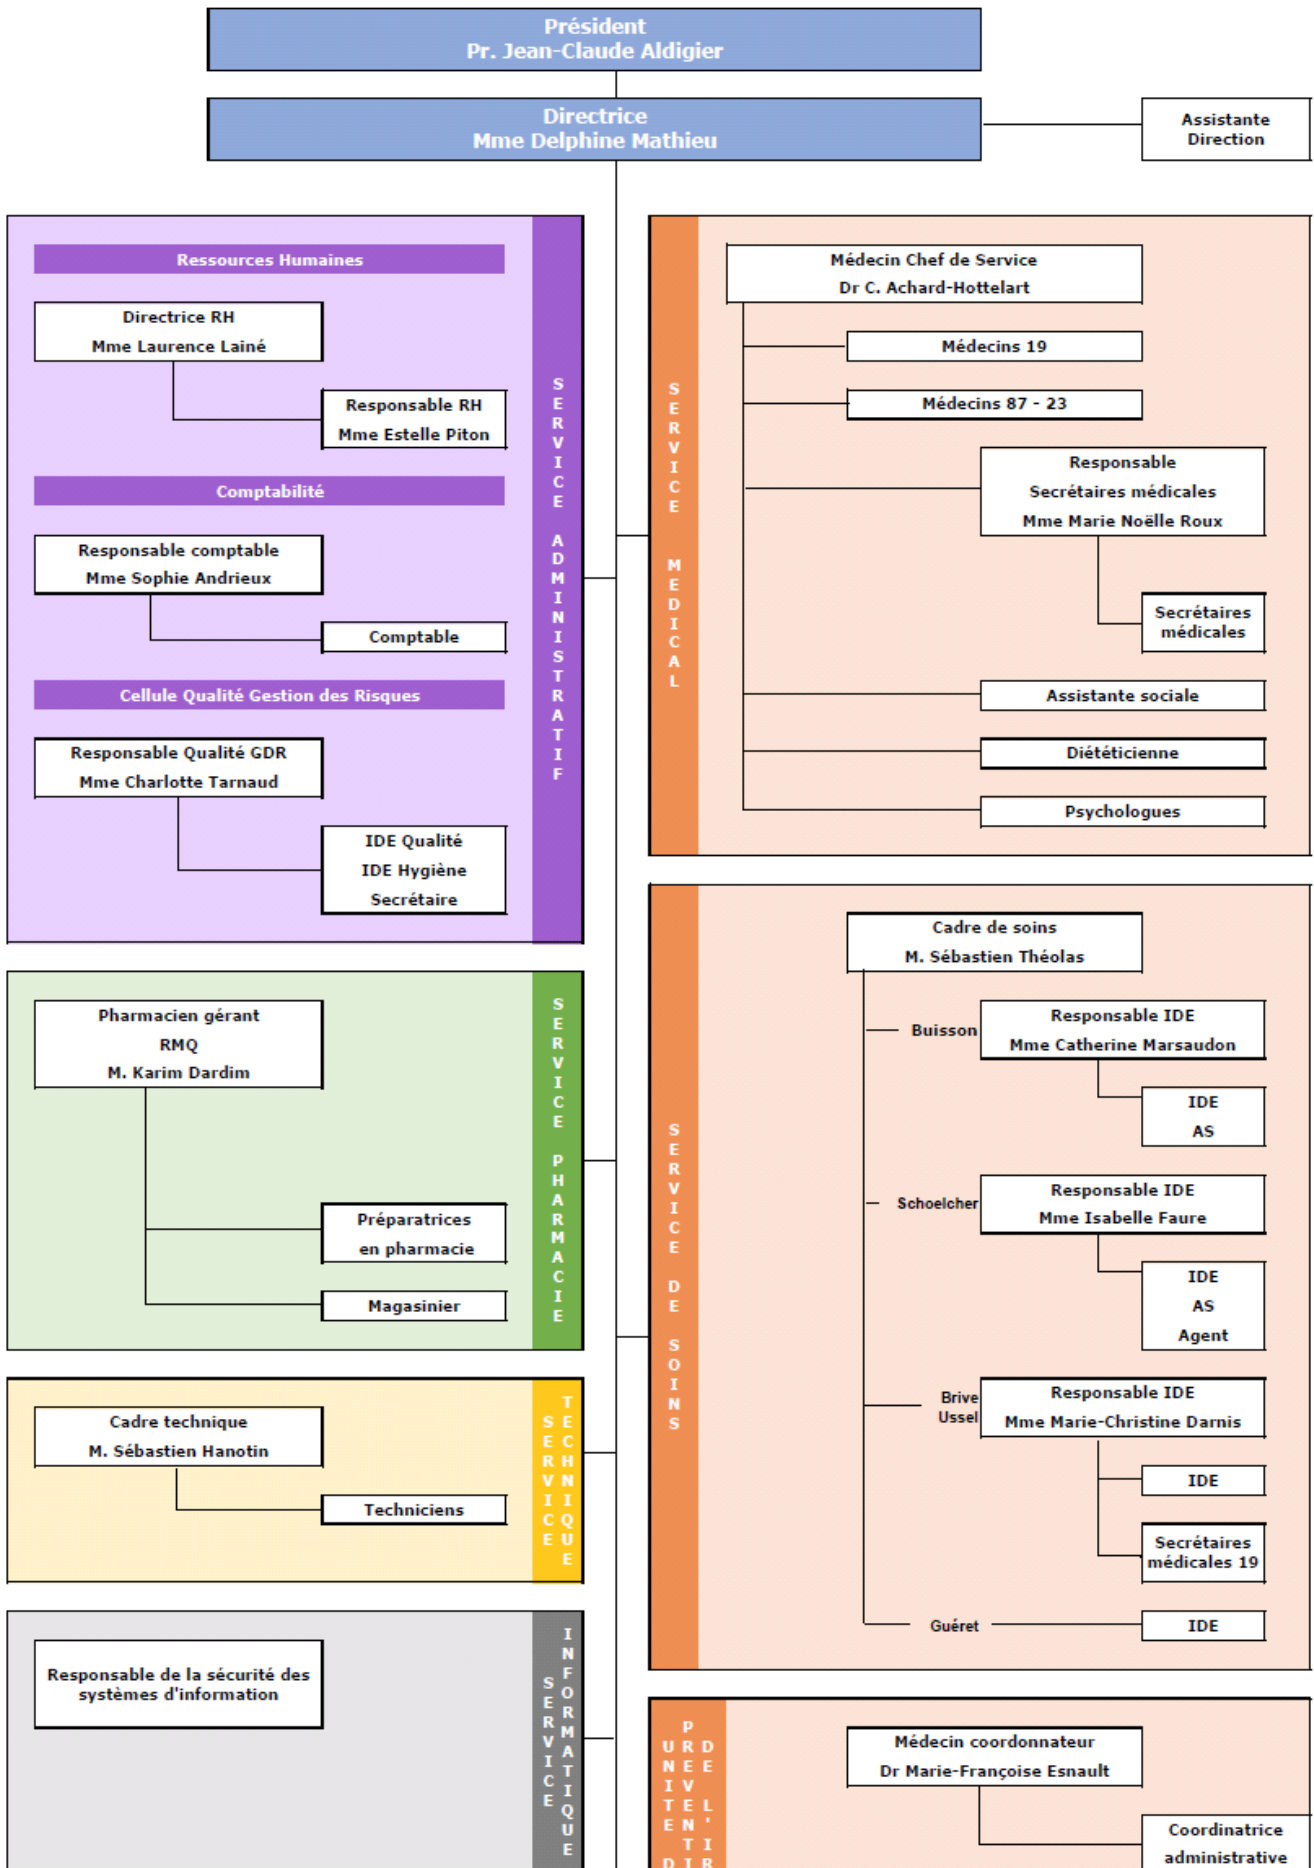 Président
Pr. Jean-Claude Aldigier
Directrice
Mme Delphine Mathieu
Assistante
Direction
SERVICE ADMINISTRATIF
Ressources Humaines
Directrice RH
Mme Laurence Lainé
Responsable RH
Mme Estelle Piton
Comptabilité
Responsable comptable
Mme Sophie Andrieux
Comptable
Cellule Qualité Gestion des Risques
Responsable Qualité GDR
Mme Charlotte Tarnaud
IDE Qualité
IDE Hygiène
Secrétaire
SERVICE PHARMACIE
Pharmacien gérant
RMQ
M. Karim Dardim
Préparatrices
en pharmacie
Magasinier
SERVICE
TECHNIQUE
Cadre technique
M. Sébastien Hanotin
Techniciens
SERVICE
INFORMATIQUE
Responsable de la sécurité des
systèmes d'information
SERVICE MEDICAL
Médecin Chef de Service
Dr C. Achard-Hottelart
Médecins 19
Médecins 87 - 23
Responsable
Secrétaires médicales
Mme Marie Noëlle Roux
Secrétaires
médicales
Assistante sociale
Diététicienne
Psychologues
SERVICE DE SOINS
Cadre de soins
M. Sébastien Théolas
Buisson
Responsable IDE
Mme Catherine Marsaudon
IDE
AS
Schoelcher
Responsable IDE
Mme Isabelle Faure
IDE
AS
Agent
Brive
Ussel
Responsable IDE
Mme Marie-Christine Darnis
IDE
Secrétaires
médicales 19
Guéret
IDE
UNITE D
PREVENTI
DE L'IR
Médecin coordonnateur
Dr Marie-Françoise Esnault
Coordinatrice
administrative